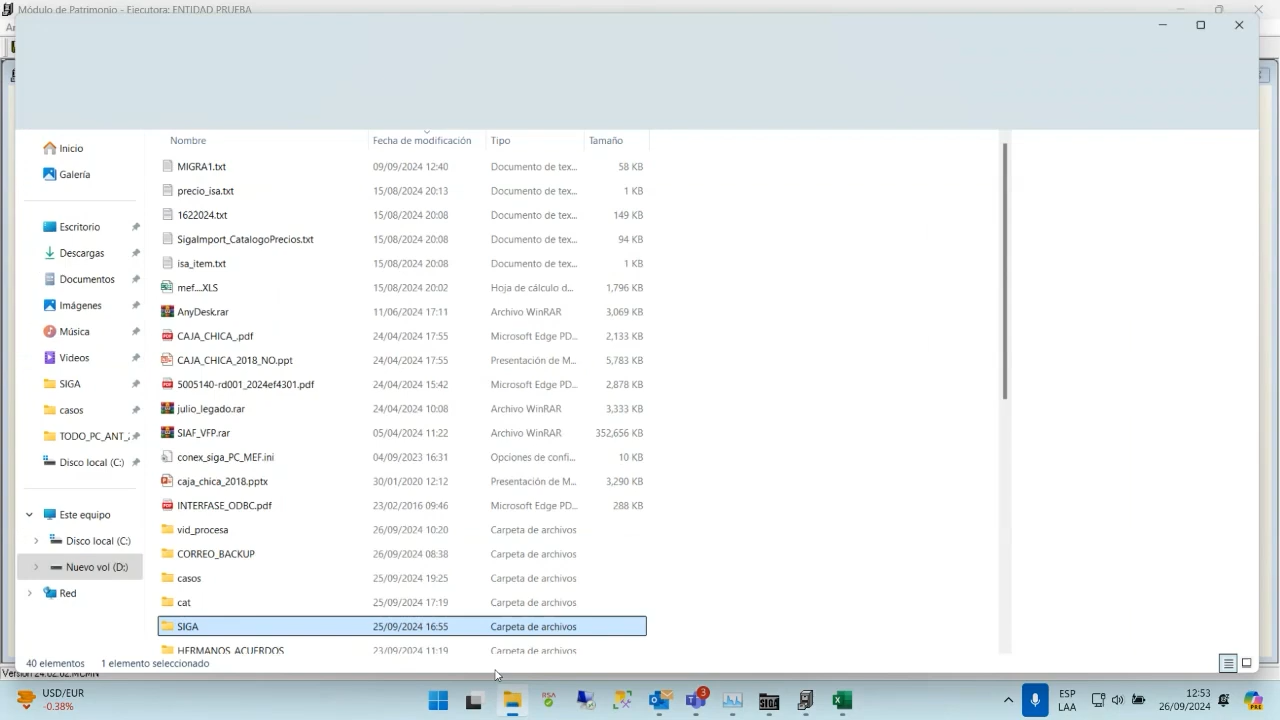 Módulo de Patrimonio - Ejecutora: ENTIDAD PRUEBA
Nombre Fecha de modificación Tipo Tamaño
Inicio
Galería
Escritorio
Descargas
Documentos
Imágenes
Música
Videos
SIGA
casos
TODO_PC_ANT_
Disco local (C:)
Este equipo
Disco local (C:)
Nuevo vol (D:)
Red
MIGRA1.txt 09/09/2024 12:40 Documento de tex... 58 KB
precio_isa.txt 15/08/2024 20:13 Documento de tex... 1 KB
1622024.txt 15/08/2024 20:08 Documento de tex... 149 KB
SigaImport_CatalogoPrecios.txt 15/08/2024 20:08 Documento de tex... 94 KB
isa_item.txt 15/08/2024 20:08 Documento de tex... 1 KB
mef....XLS 15/08/2024 20:02 Hoja de cálculo d... 1,796 KB
AnyDesk.rar 11/06/2024 17:11 Archivo WinRAR 3,069 KB
CAJA_CHICA_.pdf 24/04/2024 17:55 Microsoft Edge PD... 2,133 KB
CAJA_CHICA_2018_NO.ppt 24/04/2024 17:55 Presentación de M... 5,783 KB
5005140-rd001_2024ef4301.pdf 24/04/2024 15:42 Microsoft Edge PD... 2,878 KB
julio_legado.rar 24/04/2024 10:08 Archivo WinRAR 3,333 KB
SIAF_VFP.rar 05/04/2024 11:22 Archivo WinRAR 352,656 KB
conex_siga_PC_MEF.ini 04/09/2023 16:31 Opciones de confi... 10 KB
caja_chica_2018.pptx 30/01/2020 12:12 Presentación de M... 3,290 KB
INTERFASE_ODBC.pdf 23/02/2016 09:46 Microsoft Edge PD... 288 KB
vid_procesa 26/09/2024 10:20 Carpeta de archivos
CORREO_BACKUP 26/09/2024 08:38 Carpeta de archivos
casos 25/09/2024 19:25 Carpeta de archivos
cat 25/09/2024 17:19 Carpeta de archivos
SIGA 25/09/2024 16:55 Carpeta de archivos
HERMANOS_ACUERDOS 23/09/2024 11:19 Carpeta de archivos
40 elementos 1 elemento seleccionado
USD/EUR
-0.38%
RSA
3
SIGA
ESP
LAA
12:53
26/09/2024
PRE